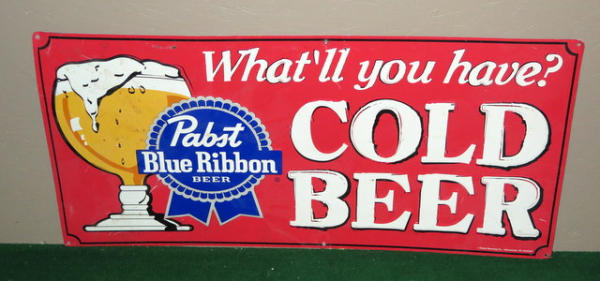 What'll you have?
COLD
BEER
Pabst
Blue Ribbon
BEER